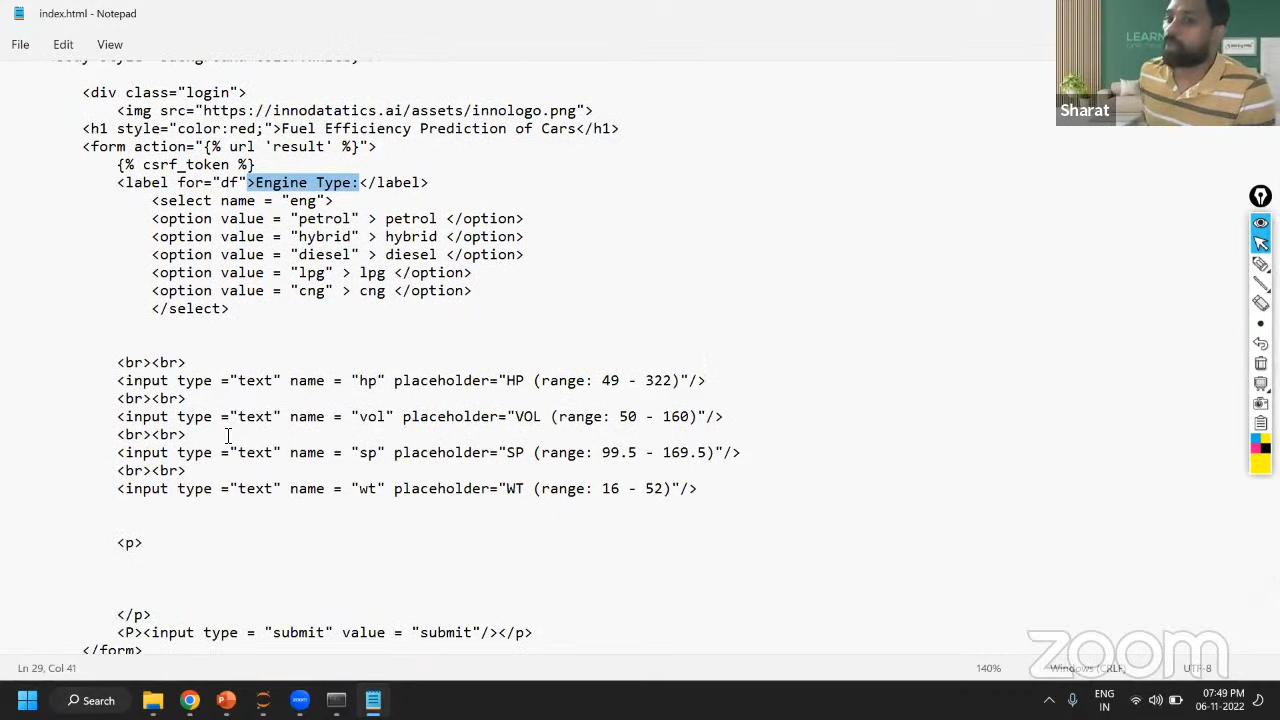 index.html - Notepad
File Edit View
LEARN
Sharat
<div class="login">
<img src="https://innodatatics.ai/assets/innologo.png">
<h1 style="color:red;">Fuel Efficiency Prediction of Cars</h1>
<form action="{% url 'result' %}">
{% csrf_token %}
<label for="df">Engine Type:</label>
<select name = "eng">
<option value = "petrol" > petrol </option>
<option value = "hybrid" > hybrid </option>
<option value = "diesel" > diesel </option>
<option value = "lpg" > lpg </option>
<option value = "cng" > cng </option>
</select>
<br><br>
<input type ="text" name = "hp" placeholder="HP (range: 49 - 322)"/>
<br><br>
<input type ="text" name = "vol" placeholder="VOL (range: 50 - 160)"/>
<br><br>
<input type ="text" name = "sp" placeholder="SP (range: 99.5 - 169.5)"/>
<br><br>
<input type ="text" name = "wt" placeholder="WT (range: 16 - 52)"/>
<p>
</p>
<P><input type = "submit" value = "submit"/></p>
</form>
zoom
Ln 29, Col 41 140% Windows (CRLF) UTF-8
Search
zoom
ENG
IN
07:49 PM
06-11-2022